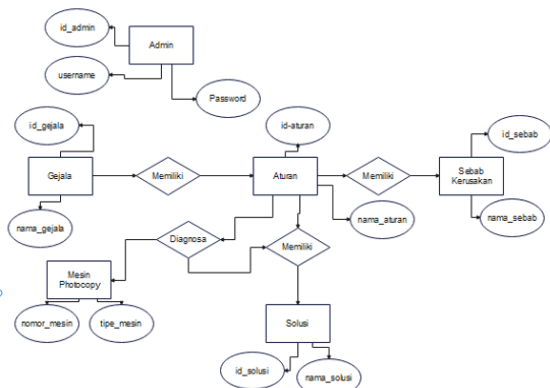 id_admin
Admin
username
Password
id_gejala
id-aturan
id_sebab
Gejala
Memiliki
Aturan
Memiliki
Sebab
Kerusakan
nama_gejala
nama_aturan
nama_sebab
Diagnosa
Memiliki
Mesin
Photocopy
nomor_mesin
tipe_mesin
Solusi
id_solusi
nama_solusi